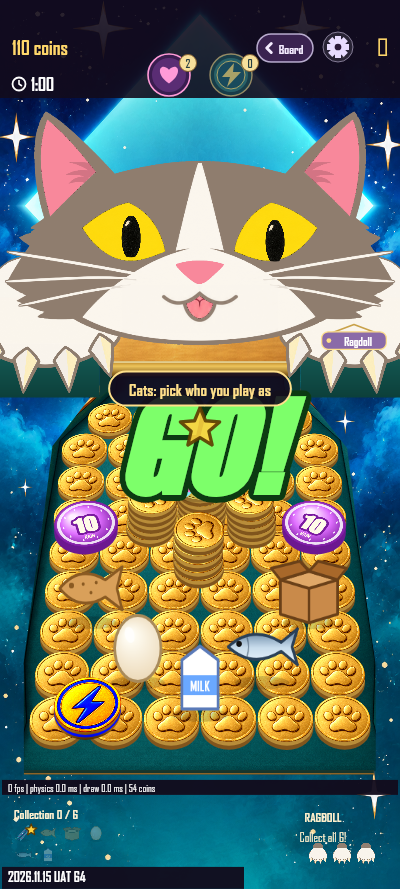 110 coins
2
0
Board
1:00
Ragdoll
Cats: pick who you play as
GO!
10
10
MILK
0 fps | physics 0.0 ms | draw 0.0 ms | 54 coins
Collection 0 / 6
RAGBOLL
Collect all 6!
2026.11.15 UAT 64